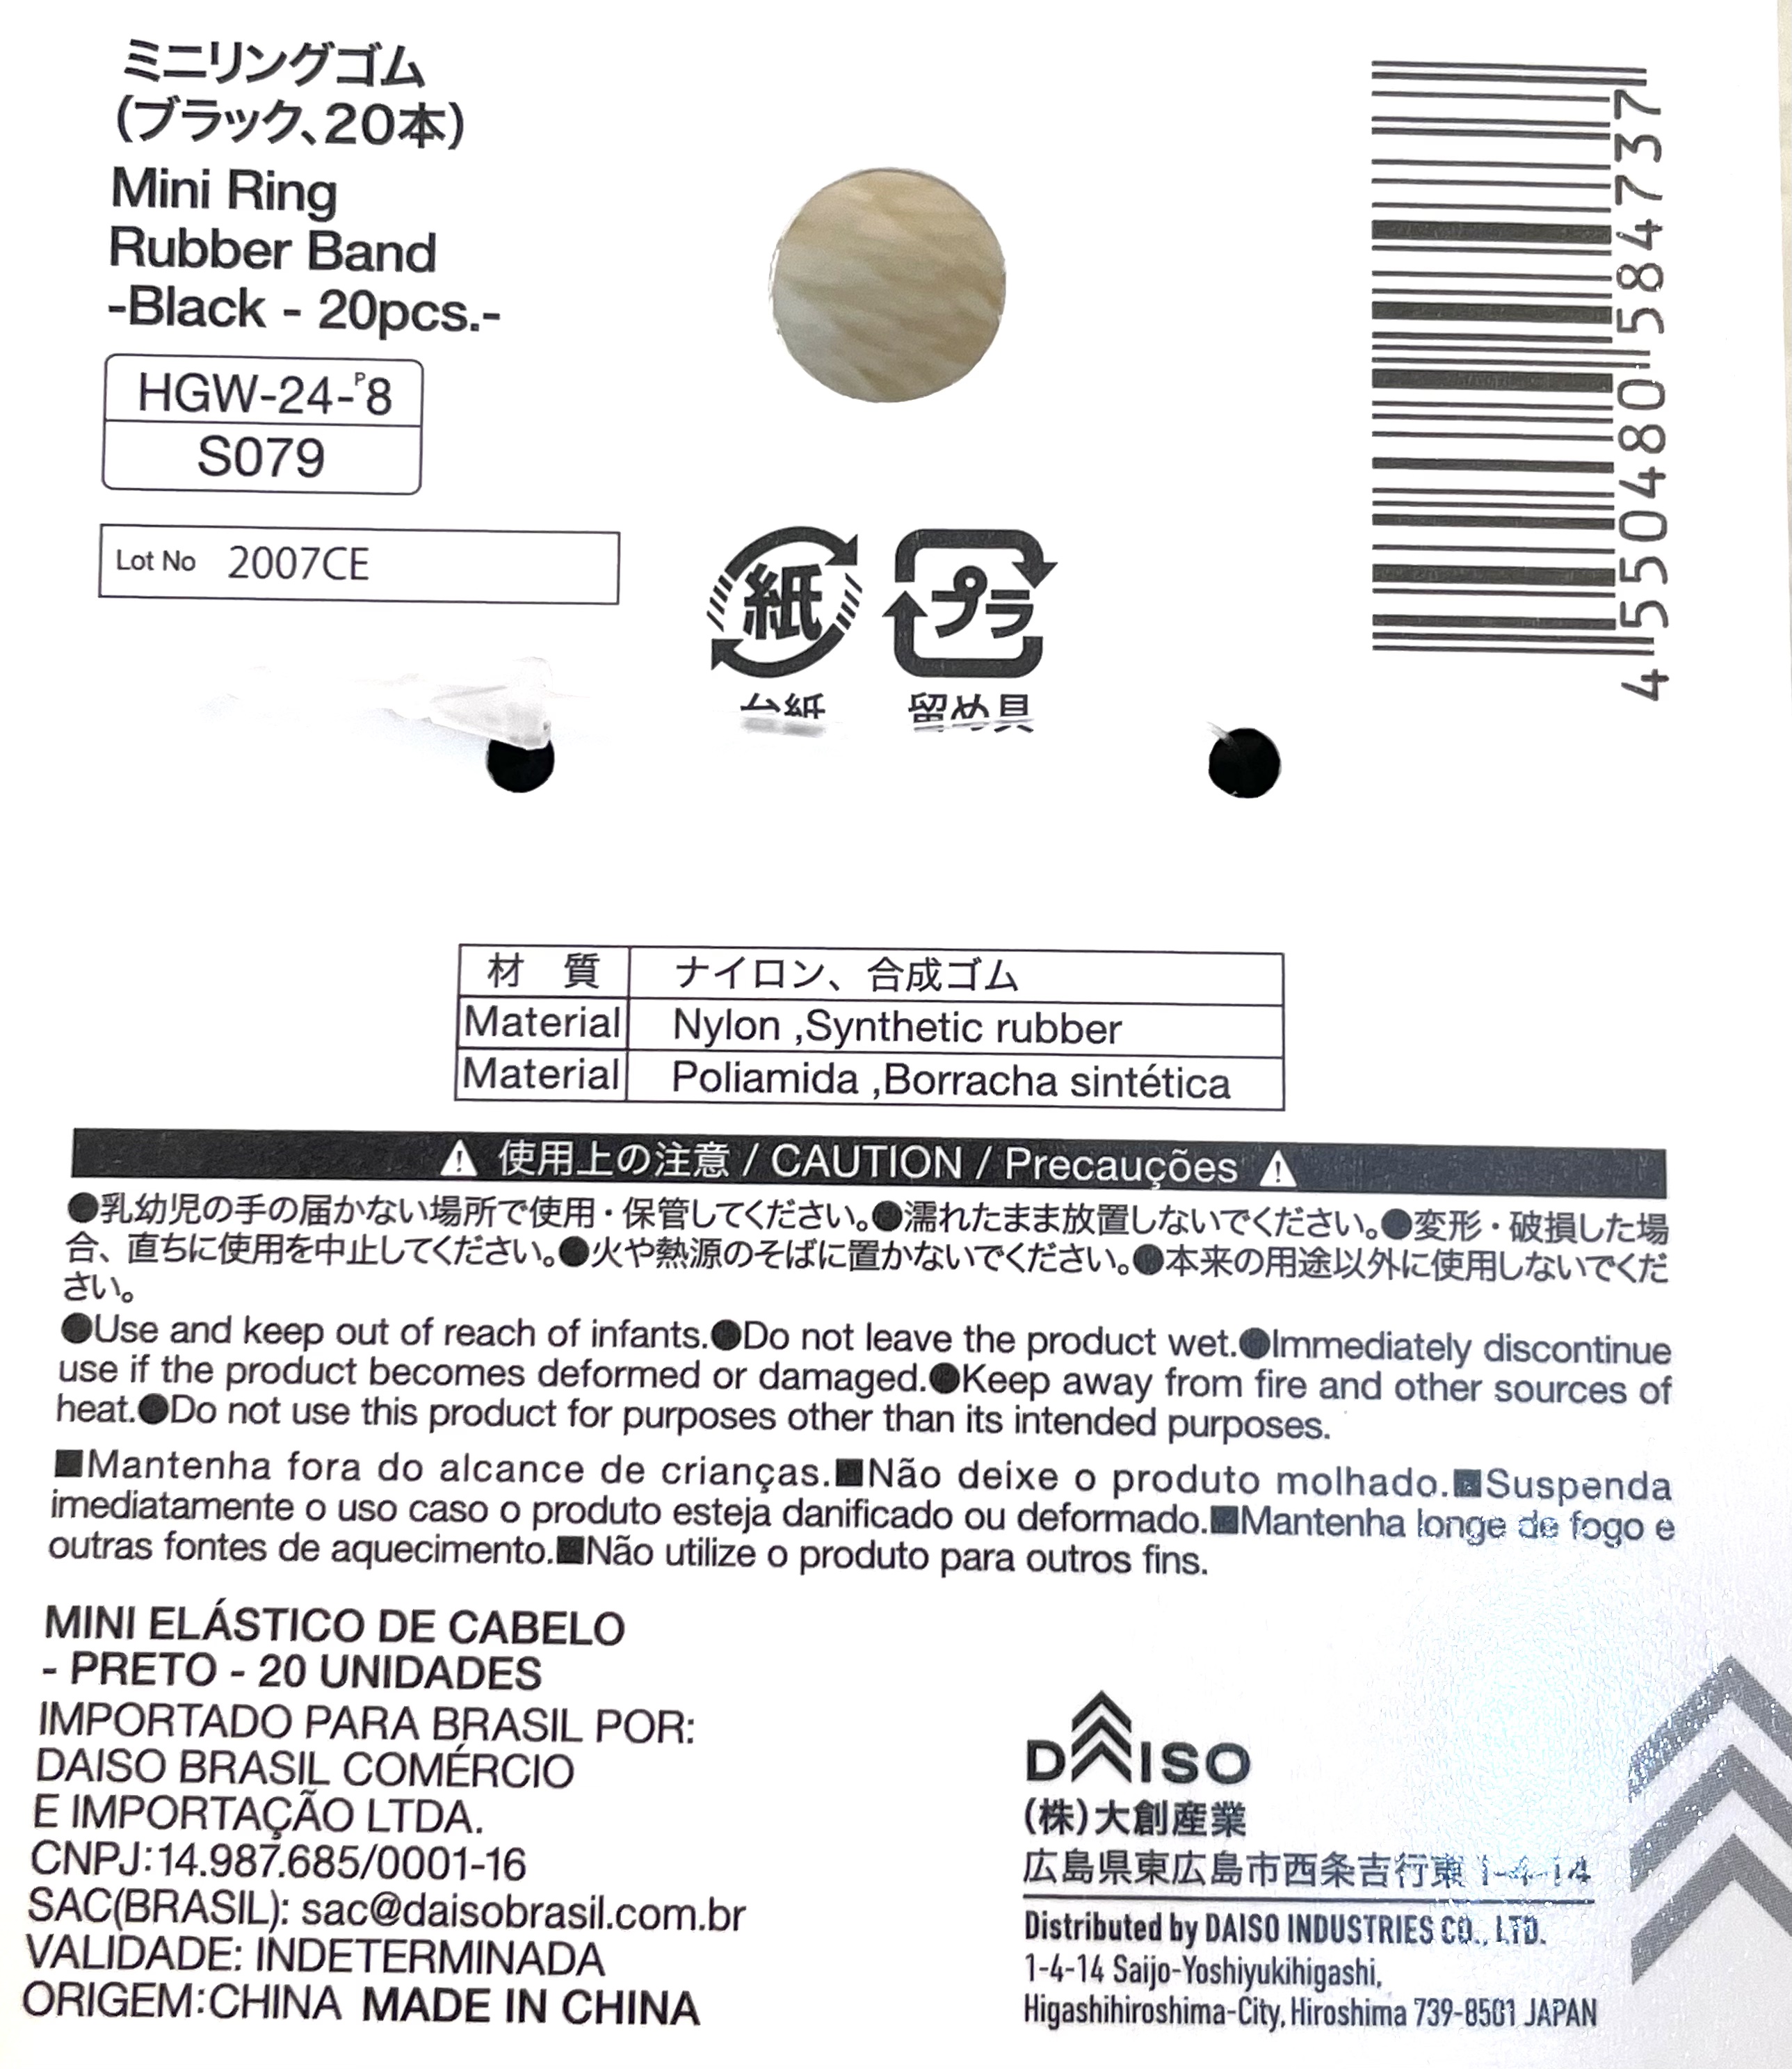 ミニリングゴム
(ブラック、20本)
Mini Ring
Rubber Band
-Black - 20pcs.-
HGW-24-P8
S079
Lot No 2007CE
紙
台紙
プラ
留め具
4 550480 584737
材 質 ナイロン、合成ゴム
Material Nylon ,Synthetic rubber
Material Poliamida ,Borracha sintética
使用上の注意 / CAUTION / Precauções
●乳幼児の手の届かない場所で使用・保管してください。●濡れたまま放置しないでください。●変形・破損した場
合、直ちに使用を中止してください。●火や熱源のそばに置かないでください。●本来の用途以外に使用しないでくだ
さい。
●Use and keep out of reach of infants.●Do not leave the product wet.●Immediately discontinue
use if the product becomes deformed or damaged.●Keep away from fire and other sources of
heat.●Do not use this product for purposes other than its intended purposes.
■Mantenha fora do alcance de crianças.■Não deixe o produto molhado.■Suspenda
imediatamente o uso caso o produto esteja danificado ou deformado.■Mantenha longe de fogo e
outras fontes de aquecimento.■Não utilize o produto para outros fins.
MINI ELÁSTICO DE CABELO
- PRETO - 20 UNIDADES
IMPORTADO PARA BRASIL POR:
DAISO BRASIL COMÉRCIO
E IMPORTAÇÃO LTDA.
CNPJ:14.987.685/0001-16
SAC(BRASIL): sac@daisobrasil.com.br
VALIDADE: INDETERMINADA
ORIGEM:CHINA MADE IN CHINA
DAISO
(株)大創産業
広島県東広島市西条吉行東 1-4-14
Distributed by DAISO INDUSTRIES CO., LTD.
1-4-14 Saijo-Yoshiyukihigashi,
Higashihiroshima-City, Hiroshima 739-8501 JAPAN